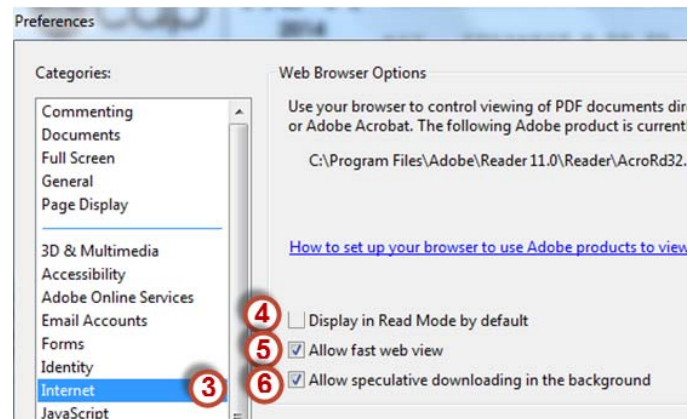 Preferences
2014
Categories:
Commenting
Documents
Full Screen
General
Page Display
3D & Multimedia
Accessibility
Adobe Online Services
Email Accounts
Forms
Identity
Internet
3
JavaScript
Web Browser Options
Use your browser to control viewing of PDF documents dir
or Adobe Acrobat. The following Adobe product is current
C:\Program Files\Adobe\Reader 11.0\Reader\AcroRd32.
How to set up your browser to use Adobe products to view
4 Display in Read Mode by default
5 Allow fast web view
6 Allow speculative downloading in the background